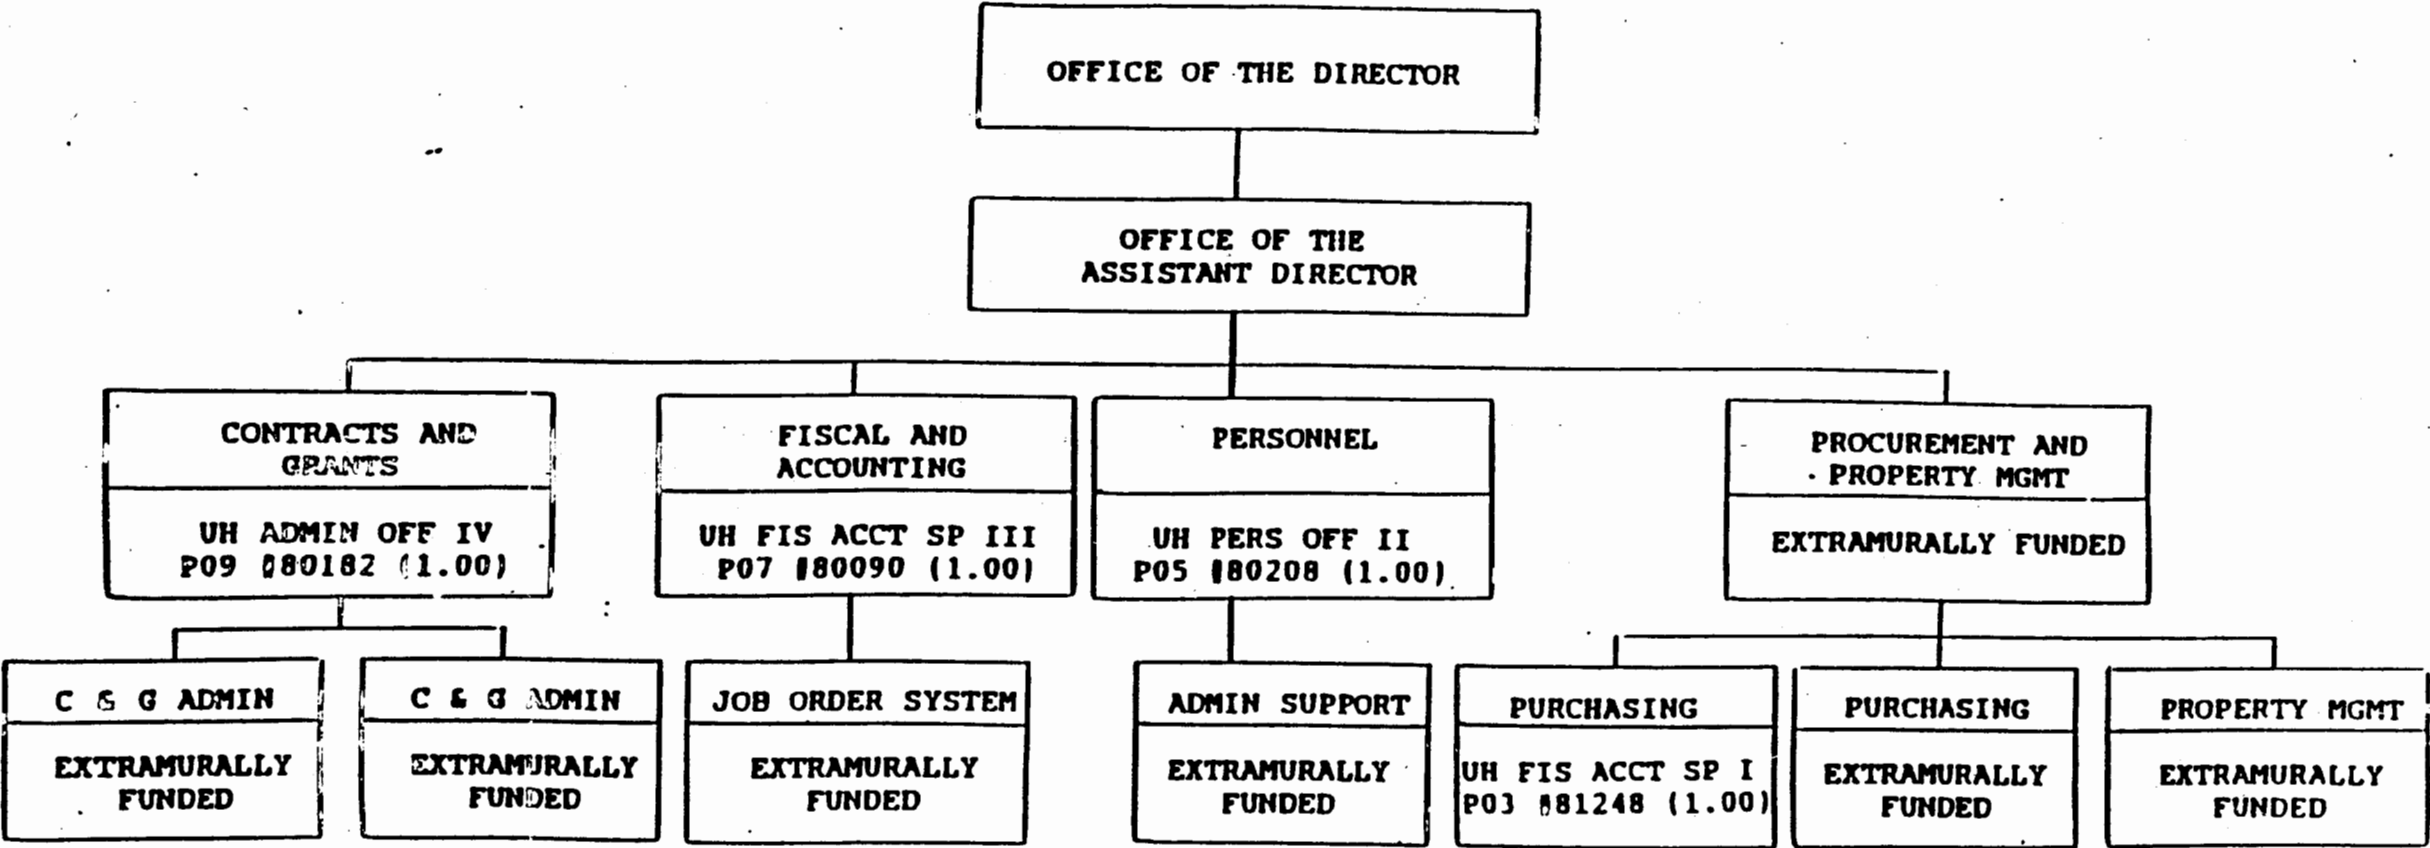 OFFICE OF THE DIRECTOR
OFFICE OF THE
ASSISTANT DIRECTOR
CONTRACTS AND
GRANTS
UH ADMIN OFF IV
P09 #80182 (1.00)
FISCAL AND
ACCOUNTING
UH FIS ACCT SP III
P07 #80090 (1.00)
PERSONNEL
UH PERS OFF II
P05 #80208 (1.00)
PROCUREMENT AND
PROPERTY MGMT
EXTRAMURALLY FUNDED
C & G ADMIN
EXTRAMURALLY
FUNDED
C & G ADMIN
EXTRAMURALLY
FUNDED
JOB ORDER SYSTEM
EXTRAMURALLY
FUNDED
ADMIN SUPPORT
EXTRAMURALLY
FUNDED
PURCHASING
UH FIS ACCT SP I
P03 #81248 (1.00)
PURCHASING
EXTRAMURALLY
FUNDED
PROPERTY MGMT
EXTRAMURALLY
FUNDED